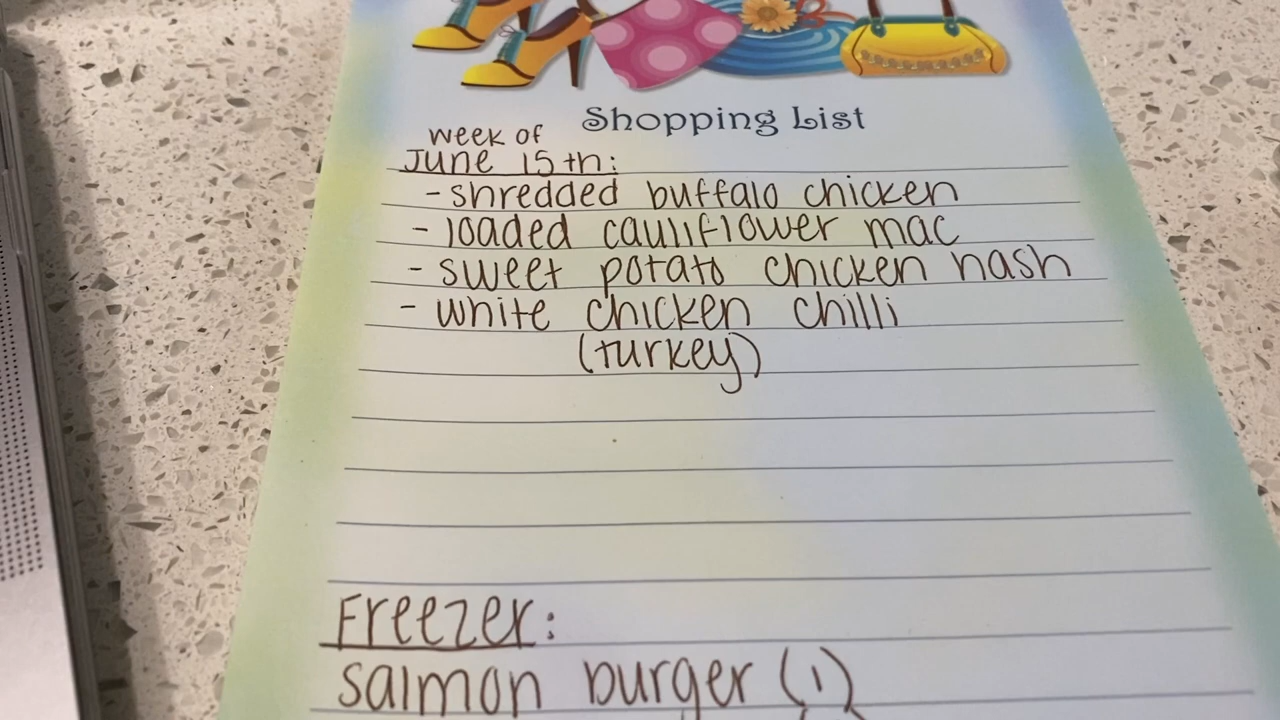 Shopping List
week of
June 15th:
- shredded buffalo chicken
- loaded cauliflower mac
- sweet potato chicken hash
- white chicken chilli
(turkey)
Freezer:
salmon burger (1)